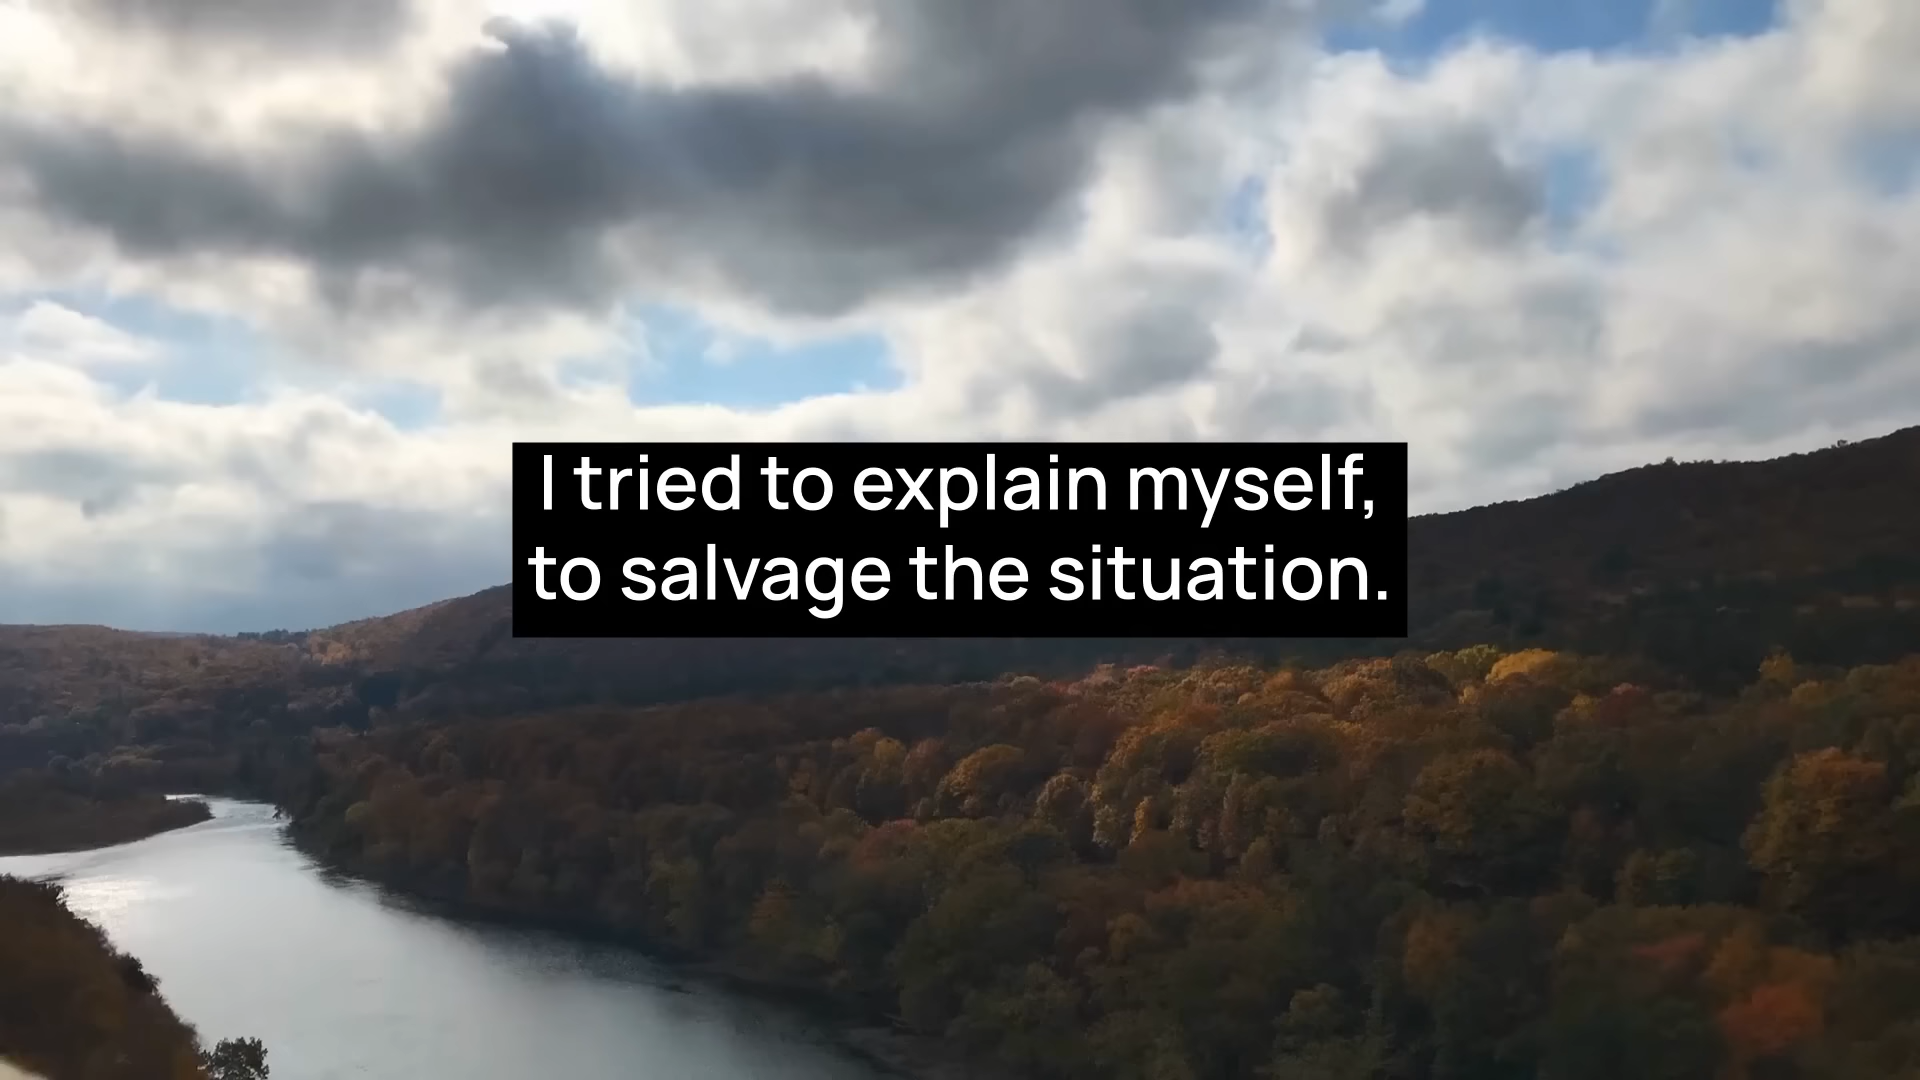 I tried to explain myself,
to salvage the situation.